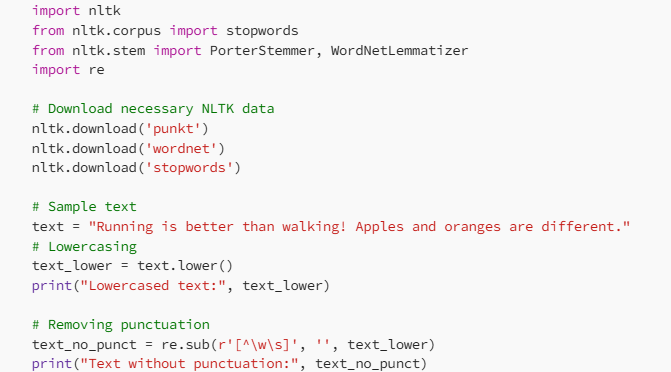 import nltk
from nltk.corpus import stopwords
from nltk.stem import PorterStemmer, WordNetLemmatizer
import re

# Download necessary NLTK data
nltk.download('punkt')
nltk.download('wordnet')
nltk.download('stopwords')

# Sample text
text = "Running is better than walking! Apples and oranges are different."
# Lowercasing
text_lower = text.lower()
print("Lowercased text:", text_lower)

# Removing punctuation
text_no_punct = re.sub(r'[^\w\s]', '', text_lower)
print("Text without punctuation:", text_no_punct)